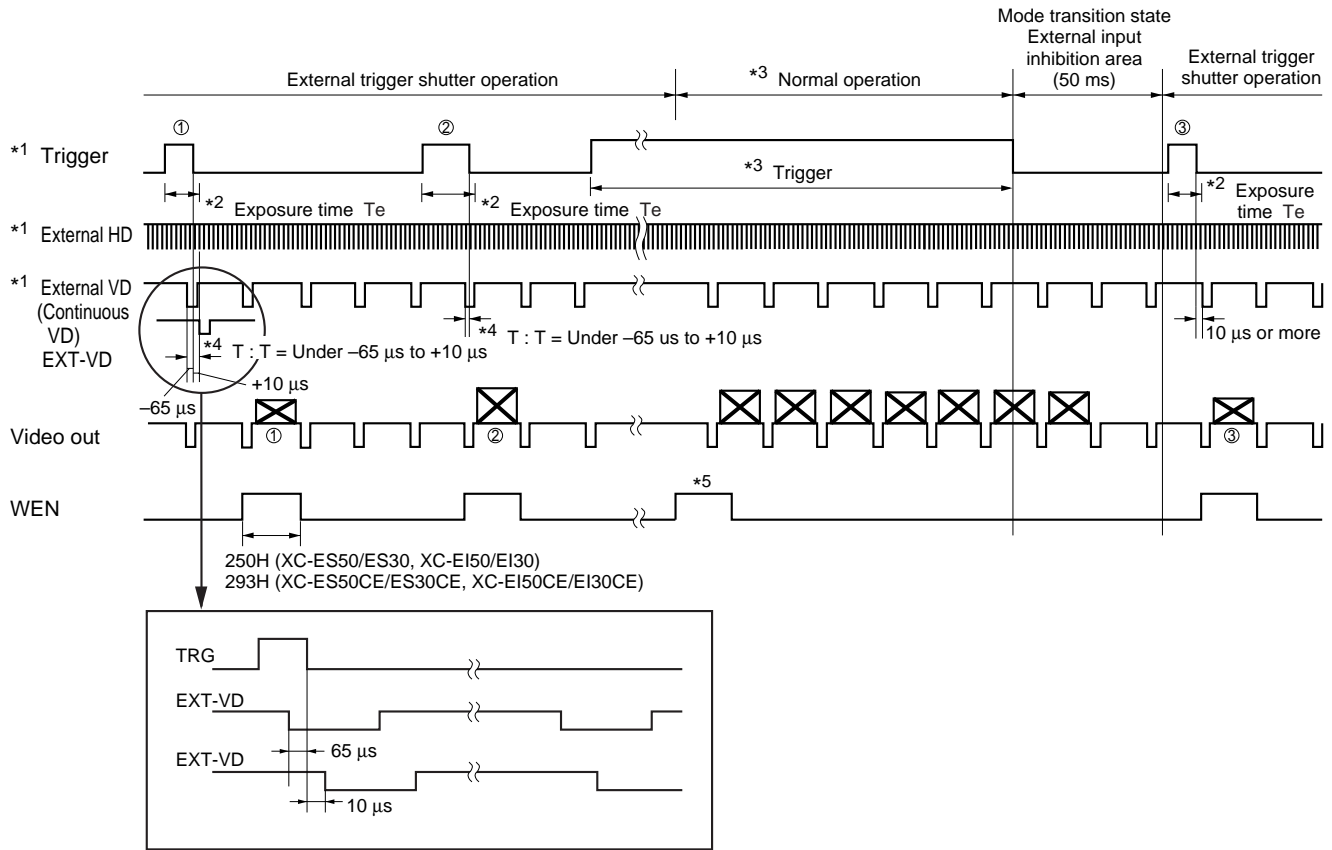 Mode transition state
External input
inhibition area
(50 ms)
External trigger shutter operation
*3 Normal operation
External trigger
shutter operation
① ② ③
*1 Trigger
*3 Trigger
*2 Exposure time Te
*2 Exposure time Te
*2 Exposure
time Te
*1 External HD
*1 External VD
(Continuous
VD)
EXT-VD
*4 T : T = Under –65 µs to +10 µs
*4 T : T = Under –65 us to +10 µs
10 µs or more
+10 µs
–65 µs
Video out
① ② ③
WEN
*5
250H (XC-ES50/ES30, XC-EI50/EI30)
293H (XC-ES50CE/ES30CE, XC-EI50CE/EI30CE)
TRG
EXT-VD
65 µs
EXT-VD
10 µs